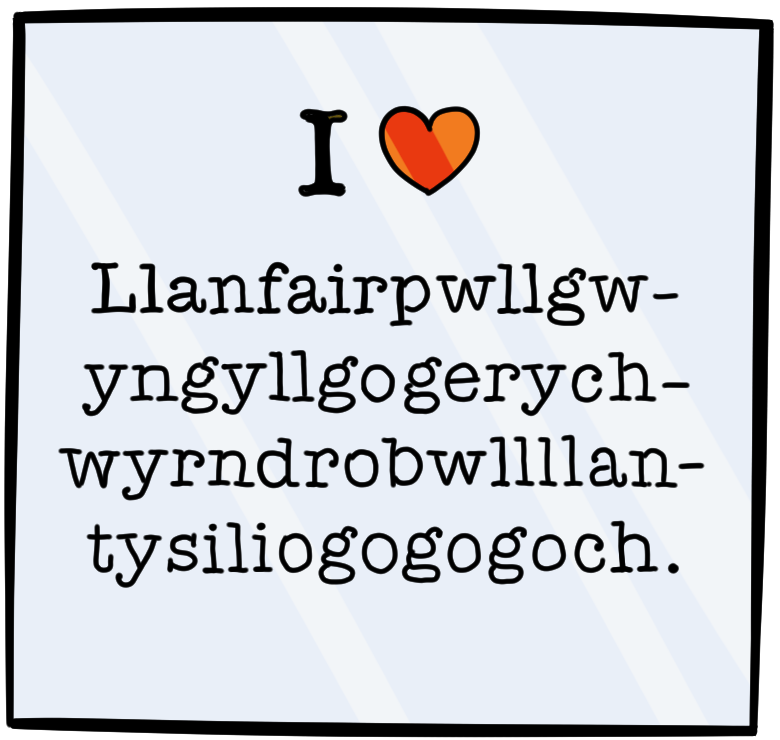 I ❤
Llanfairpwllgw-
yngyllgogerych-
wyrndrobwllllan-
tysiliogogogoch.